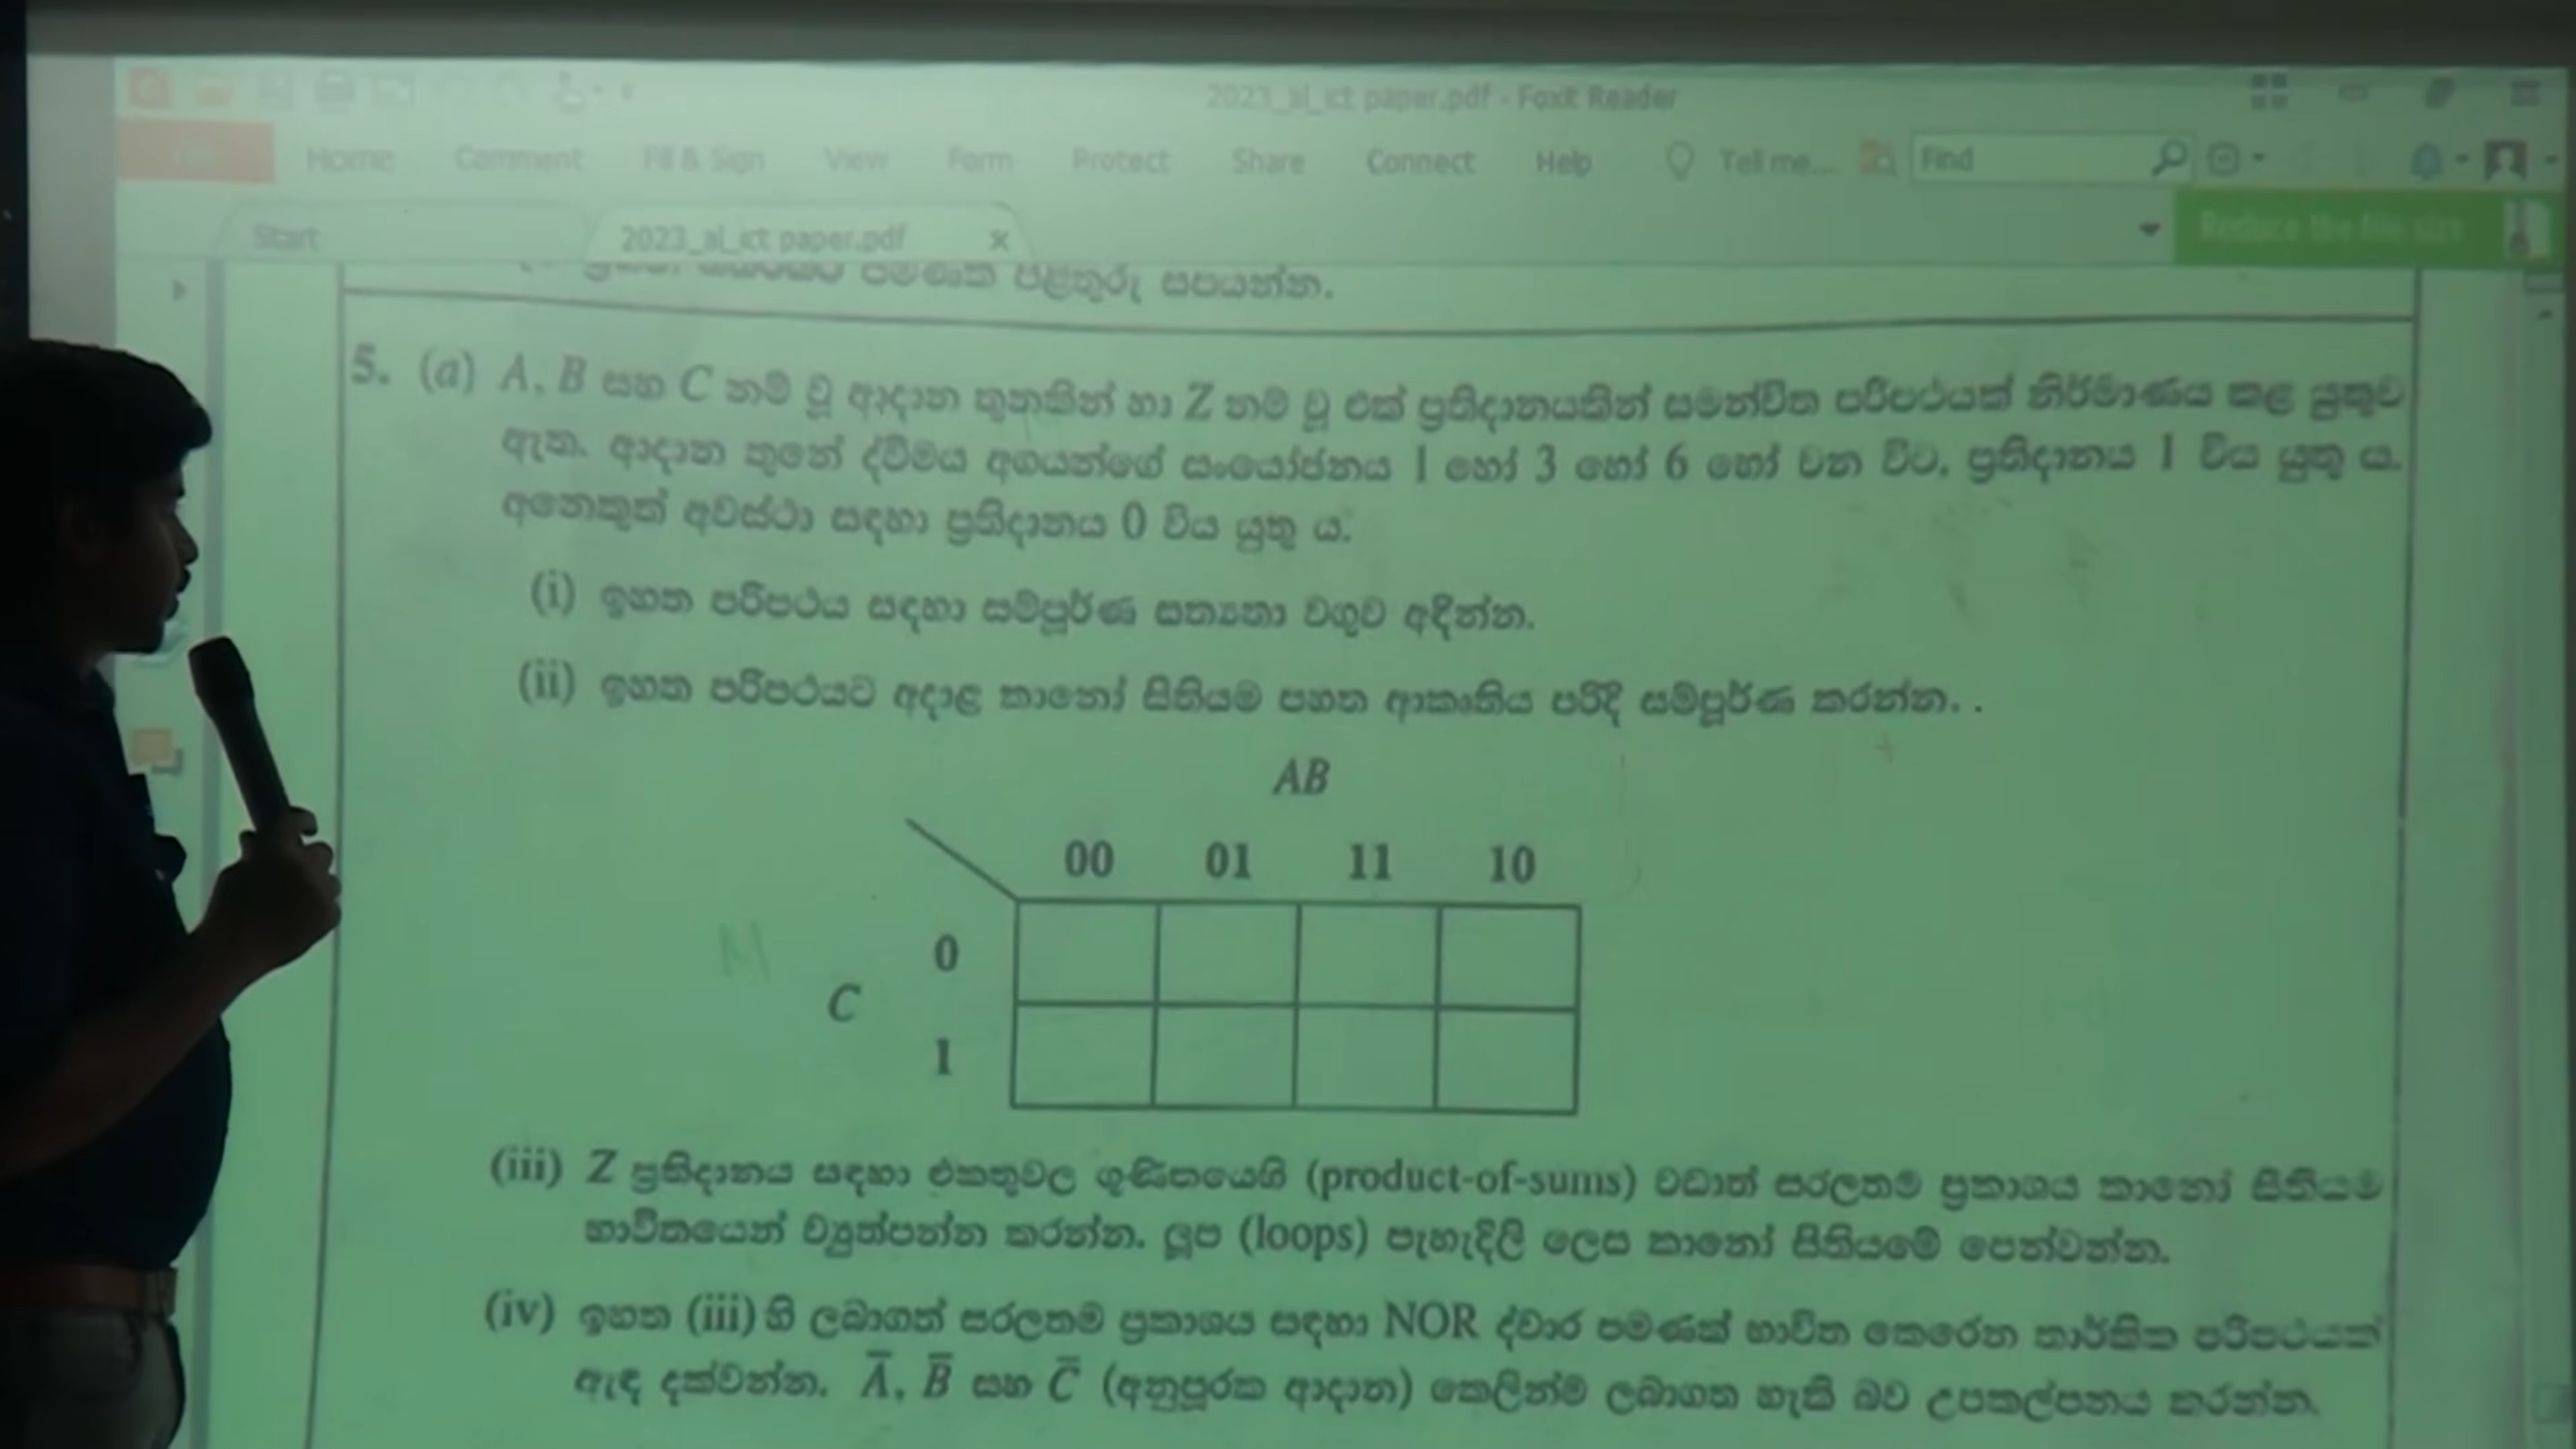 2023_al_ict paper.pdf - Foxit Reader
Home Comment Fill & Sign View Form Protect Share Connect Help Tell me... Find
Start 2023_al_ict paper.pdf x Reduce the file size
පමණක් පිළිතුරු සපයන්න.
5. (a) A, B සහ C නම් වූ ආදාන තුනකින් හා Z නම් වූ එක් ප්‍රතිදානයකින් සමන්විත පරිපථයක් නිර්මාණය කළ යුතුව
ඇත. ආදාන තුනේ ද්වීමය අගයන්ගේ සංයෝජනය 1 හෝ 3 හෝ 6 හෝ වන විට, ප්‍රතිදානය 1 විය යුතු ය.
අනෙකුත් අවස්ථා සඳහා ප්‍රතිදානය 0 විය යුතු ය.
(i) ඉහත පරිපථය සඳහා සම්පූර්ණ සත්‍යතා වගුව අඳින්න.
(ii) ඉහත පරිපථයට අදාළ කානෝ සිතියම පහත ආකෘතිය පරිදි සම්පූර්ණ කරන්න. .
AB
00 01 11 10
M
0
C
1
(iii) Z ප්‍රතිදානය සඳහා එකතුවල ගුණිතයෙහි (product-of-sums) වඩාත් සරලතම ප්‍රකාශය කානෝ සිතියම
භාවිතයෙන් ව්‍යුත්පන්න කරන්න. ලූප (loops) පැහැදිලි ලෙස කානෝ සිතියමේ පෙන්වන්න.
(iv) ඉහත (iii) හි ලබාගත් සරලතම ප්‍රකාශය සඳහා NOR ද්වාර පමණක් භාවිත කෙරෙන තාර්කික පරිපථයක්
ඇඳ දක්වන්න. A̅, B̅ සහ C̅ (අනුපූරක ආදාන) කෙලින්ම ලබාගත හැකි බව උපකල්පනය කරන්න.